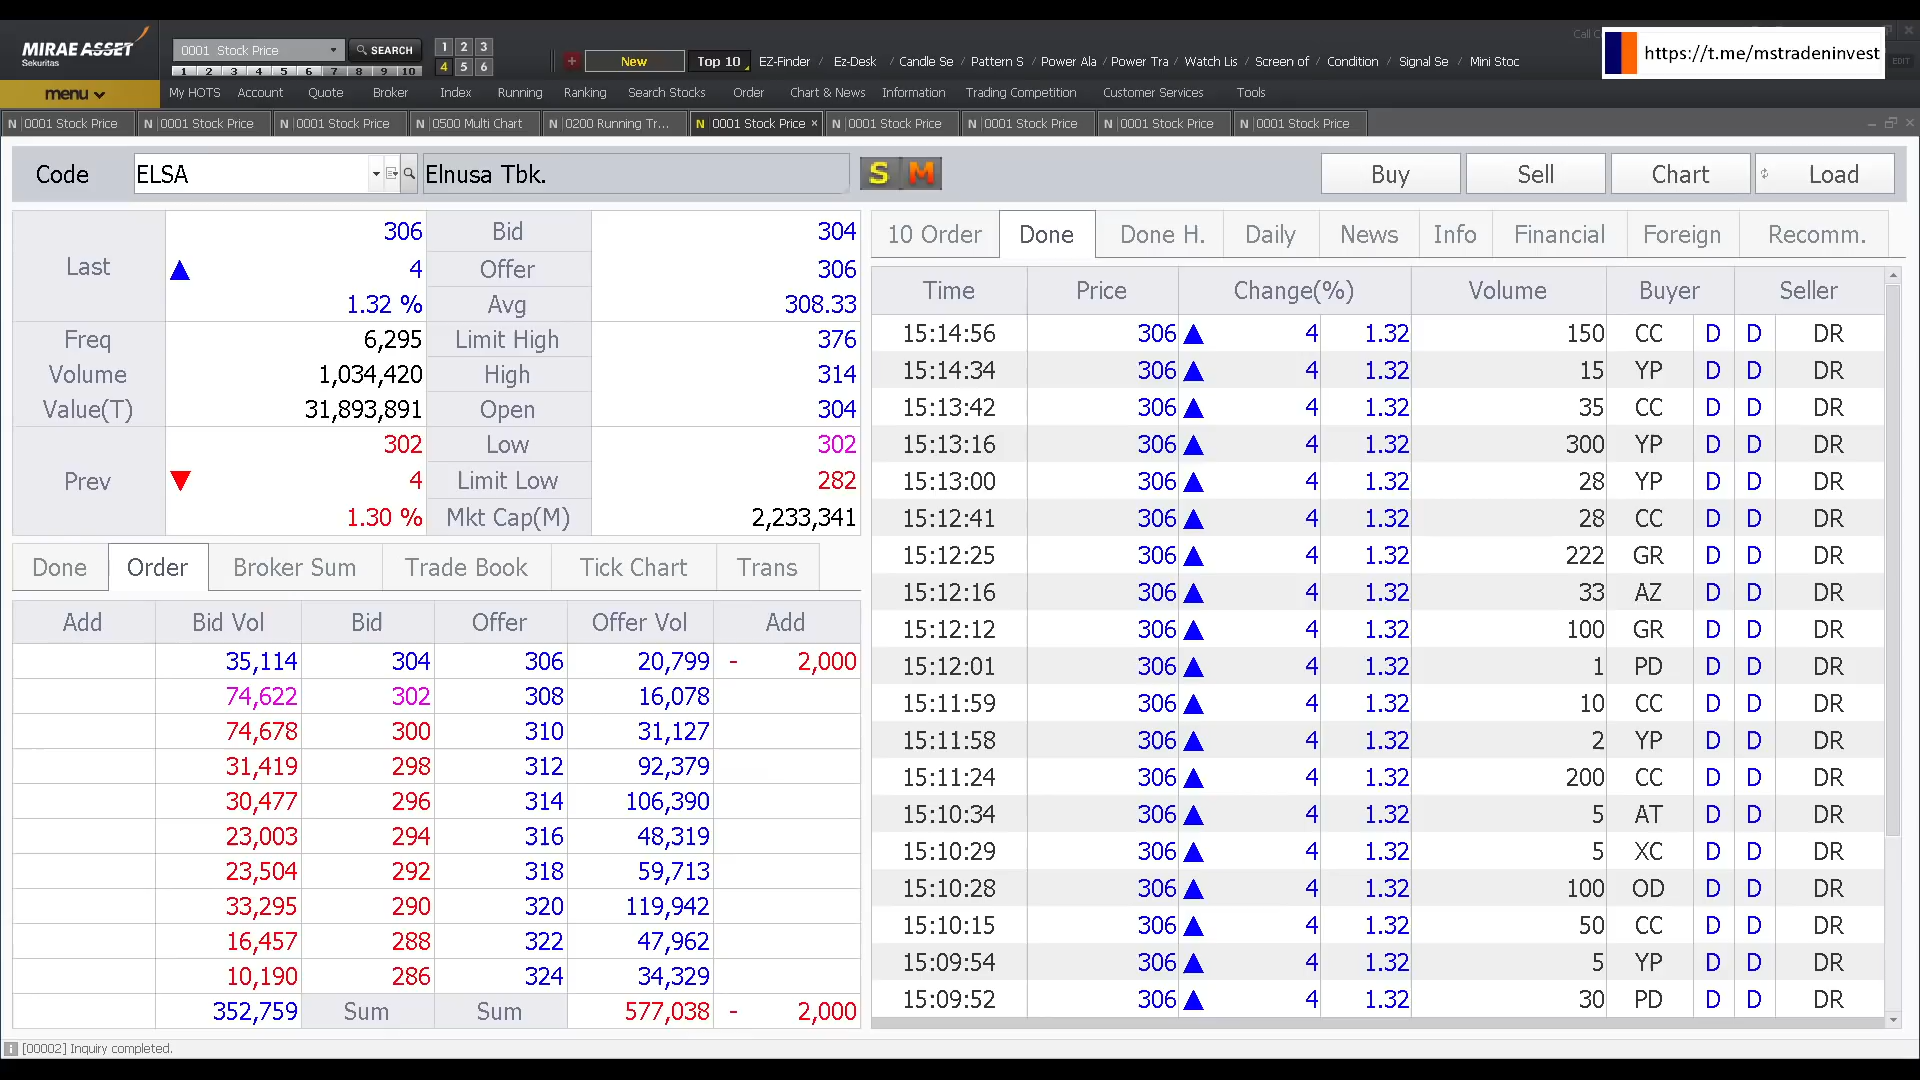 MIRAE ASSET
Sekuritas
0001 Stock Price
SEARCH
1 2 3
4 5 6
1 2 3 4 5 6 7 8 9 10
New
Top 10
EZ-Finder / Ez-Desk / Candle Se / Pattern S / Power Ala / Power Tra / Watch Lis / Screen of / Condition / Signal Se / Mini Stoc
https://t.me/mstradeninvest
EDIT
menu
My HOTS Account Quote Broker Index Running Ranking Search Stocks Order Chart & News Information Trading Competition Customer Services Tools
N 0001 Stock Price N 0001 Stock Price N 0001 Stock Price N 0500 Multi Chart N 0200 Running Tr... N 0001 Stock Price × N 0001 Stock Price N 0001 Stock Price N 0001 Stock Price N 0001 Stock Price
Code ELSA Elnusa Tbk. S M Buy Sell Chart Load
Last 306 Bid 304
▲ 4 Offer 306
1.32 % Avg 308.33
Freq 6,295 Limit High 376
Volume 1,034,420 High 314
Value(T) 31,893,891 Open 304
Prev 302 Low 302
▼ 4 Limit Low 282
1.30 % Mkt Cap(M) 2,233,341
Done Order Broker Sum Trade Book Tick Chart Trans
Add Bid Vol Bid Offer Offer Vol Add
35,114 304 306 20,799 - 2,000
74,622 302 308 16,078
74,678 300 310 31,127
31,419 298 312 92,379
30,477 296 314 106,390
23,003 294 316 48,319
23,504 292 318 59,713
33,295 290 320 119,942
16,457 288 322 47,962
10,190 286 324 34,329
352,759 Sum Sum 577,038 - 2,000
10 Order Done Done H. Daily News Info Financial Foreign Recomm.
Time Price Change(%) Volume Buyer Seller
15:14:56 306 ▲ 4 1.32 150 CC D D DR
15:14:34 306 ▲ 4 1.32 15 YP D D DR
15:13:42 306 ▲ 4 1.32 35 CC D D DR
15:13:16 306 ▲ 4 1.32 300 YP D D DR
15:13:00 306 ▲ 4 1.32 28 YP D D DR
15:12:41 306 ▲ 4 1.32 28 CC D D DR
15:12:25 306 ▲ 4 1.32 222 GR D D DR
15:12:16 306 ▲ 4 1.32 33 AZ D D DR
15:12:12 306 ▲ 4 1.32 100 GR D D DR
15:12:01 306 ▲ 4 1.32 1 PD D D DR
15:11:59 306 ▲ 4 1.32 10 CC D D DR
15:11:58 306 ▲ 4 1.32 2 YP D D DR
15:11:24 306 ▲ 4 1.32 200 CC D D DR
15:10:34 306 ▲ 4 1.32 5 AT D D DR
15:10:29 306 ▲ 4 1.32 5 XC D D DR
15:10:28 306 ▲ 4 1.32 100 OD D D DR
15:10:15 306 ▲ 4 1.32 50 CC D D DR
15:09:54 306 ▲ 4 1.32 5 YP D D DR
15:09:52 306 ▲ 4 1.32 30 PD D D DR
[00002] Inquiry completed.